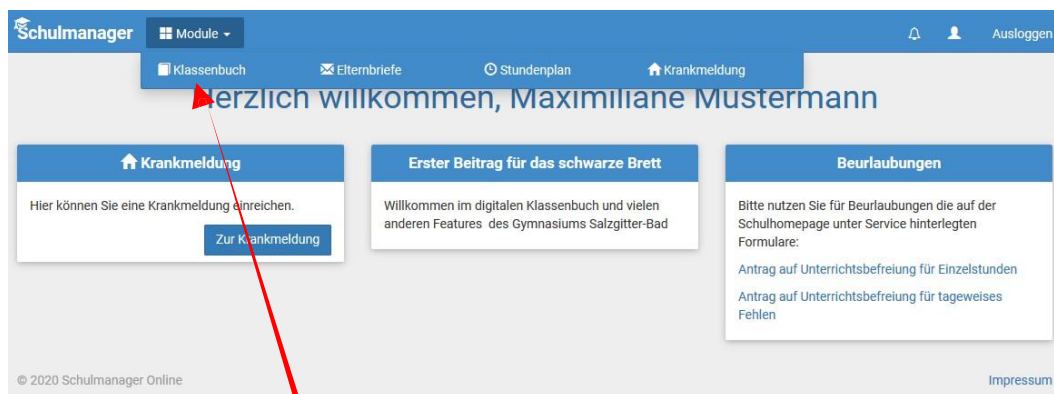 Schulmanager Module Ausloggen
Klassenbuch Elternbriefe Stundenplan Krankmeldung
Herzlich willkommen, Maximiliane Mustermann
Krankmeldung
Hier können Sie eine Krankmeldung einreichen.
Zur Krankmeldung
Erster Beitrag für das schwarze Brett
Willkommen im digitalen Klassenbuch und vielen
anderen Features des Gymnasiums Salzgitter-Bad
Beurlaubungen
Bitte nutzen Sie für Beurlaubungen die auf der
Schulhomepage unter Service hinterlegten
Formulare:
Antrag auf Unterrichtsbefreiung für Einzelstunden
Antrag auf Unterrichtsbefreiung für tageweises
Fehlen
© 2020 Schulmanager Online
Impressum